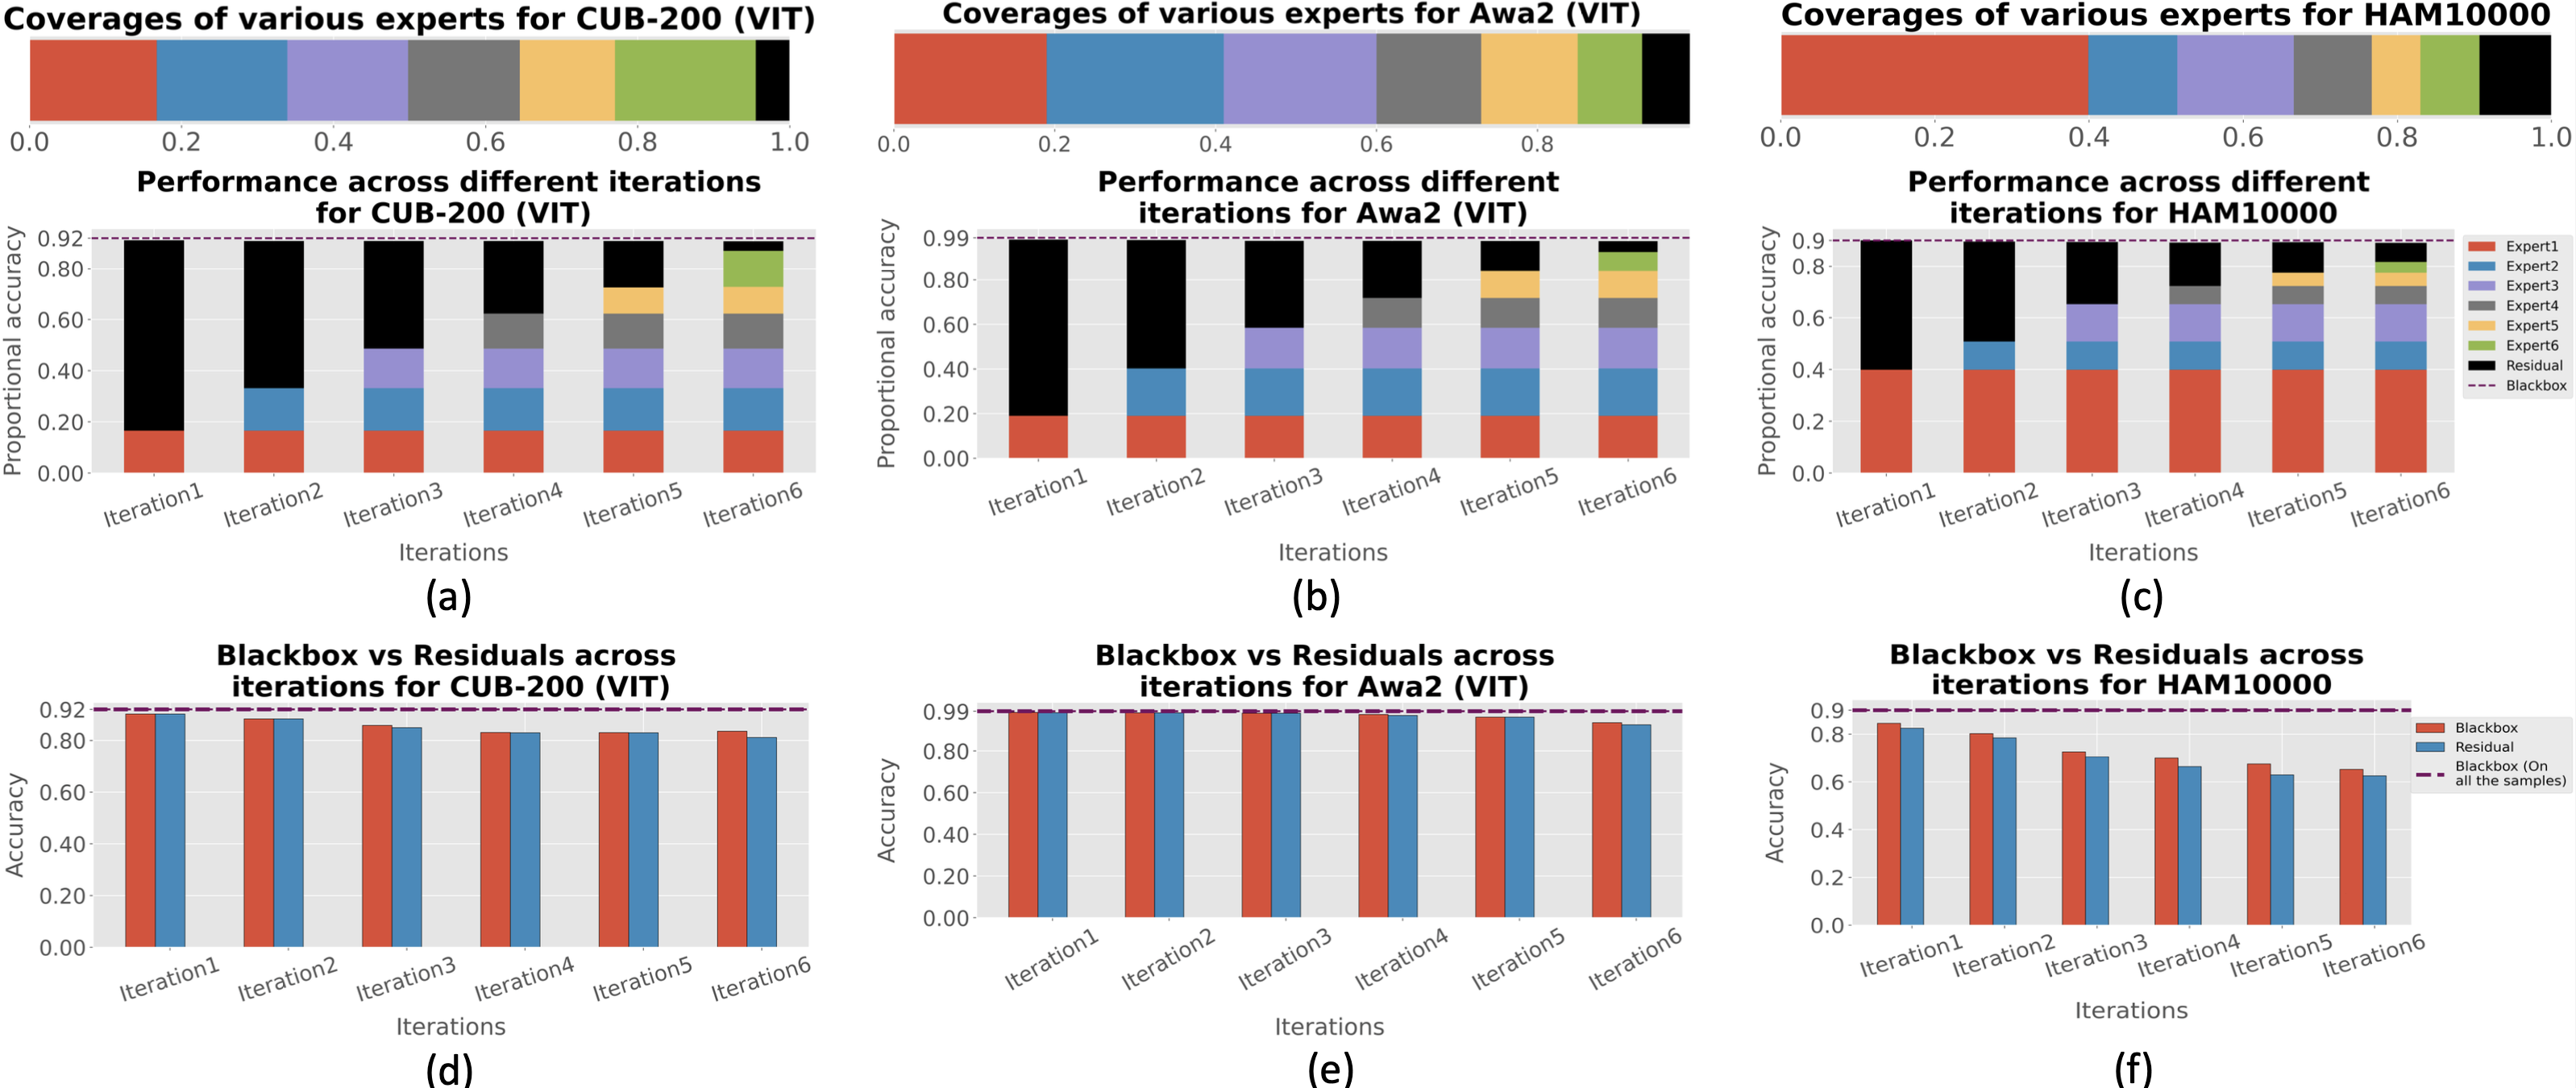 Coverages of various experts for CUB-200 (VIT)
0.0 0.2 0.4 0.6 0.8 1.0
Performance across different iterations
for CUB-200 (VIT)
Proportional accuracy
0.92
0.80
0.60
0.40
0.20
0.00
Iteration1 Iteration2 Iteration3 Iteration4 Iteration5 Iteration6
Iterations
(a)
Coverages of various experts for Awa2 (VIT)
0.0 0.2 0.4 0.6 0.8
Performance across different
iterations for Awa2 (VIT)
Proportional accuracy
0.99
0.80
0.60
0.40
0.20
0.00
Iteration1 Iteration2 Iteration3 Iteration4 Iteration5 Iteration6
Iterations
(b)
Coverages of various experts for HAM10000
0.0 0.2 0.4 0.6 0.8 1.0
Performance across different
iterations for HAM10000
Proportional accuracy
0.9
0.8
0.6
0.4
0.2
0.0
Iteration1 Iteration2 Iteration3 Iteration4 Iteration5 Iteration6
Iterations
Expert1
Expert2
Expert3
Expert4
Expert5
Expert6
Residual
Blackbox
(c)
Blackbox vs Residuals across
iterations for CUB-200 (VIT)
Accuracy
0.92
0.80
0.60
0.40
0.20
0.00
Iteration1 Iteration2 Iteration3 Iteration4 Iteration5 Iteration6
Iterations
(d)
Blackbox vs Residuals across
iterations for Awa2 (VIT)
Accuracy
0.99
0.80
0.60
0.40
0.20
0.00
Iteration1 Iteration2 Iteration3 Iteration4 Iteration5 Iteration6
Iterations
(e)
Blackbox vs Residuals across
iterations for HAM10000
Accuracy
0.9
0.8
0.6
0.4
0.2
0.0
Iteration1 Iteration2 Iteration3 Iteration4 Iteration5 Iteration6
Iterations
Blackbox
Residual
Blackbox (On
all the samples)
(f)